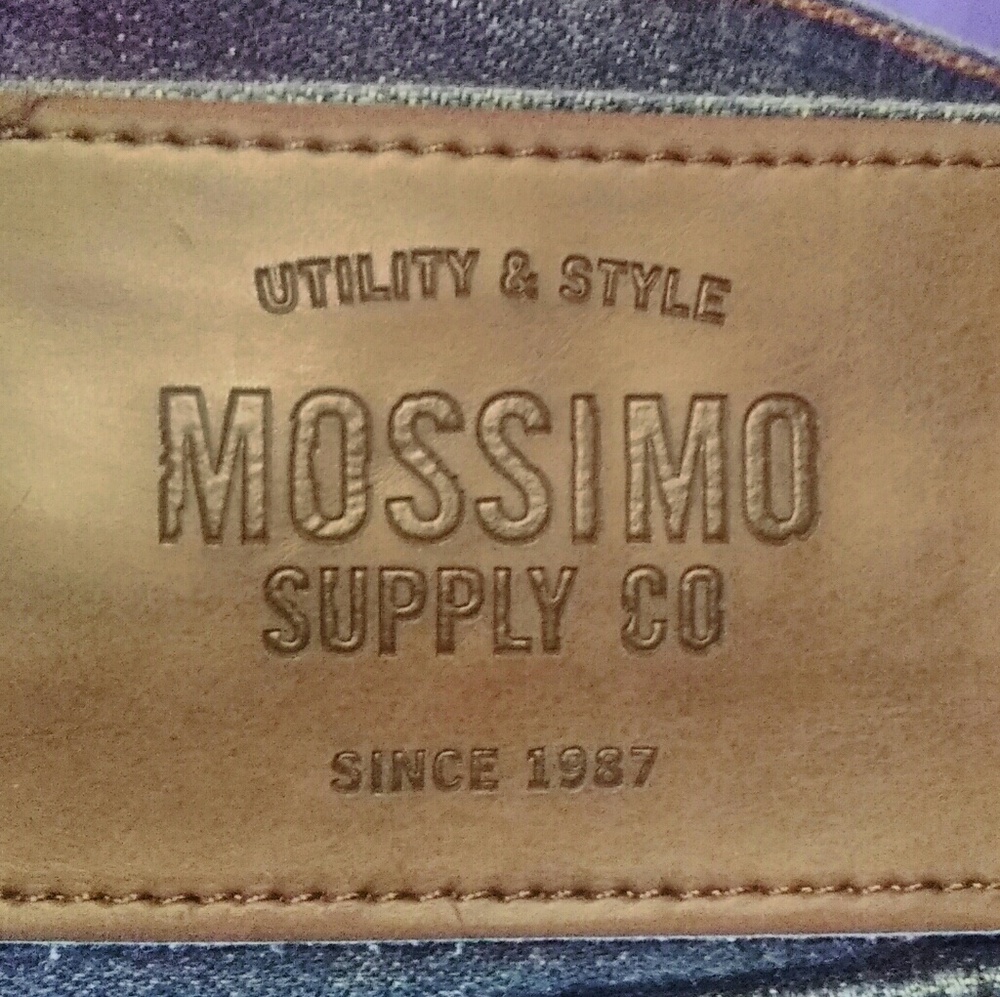 UTILITY & STYLE
MOSSIMO
SUPPLY CO
SINCE 1987